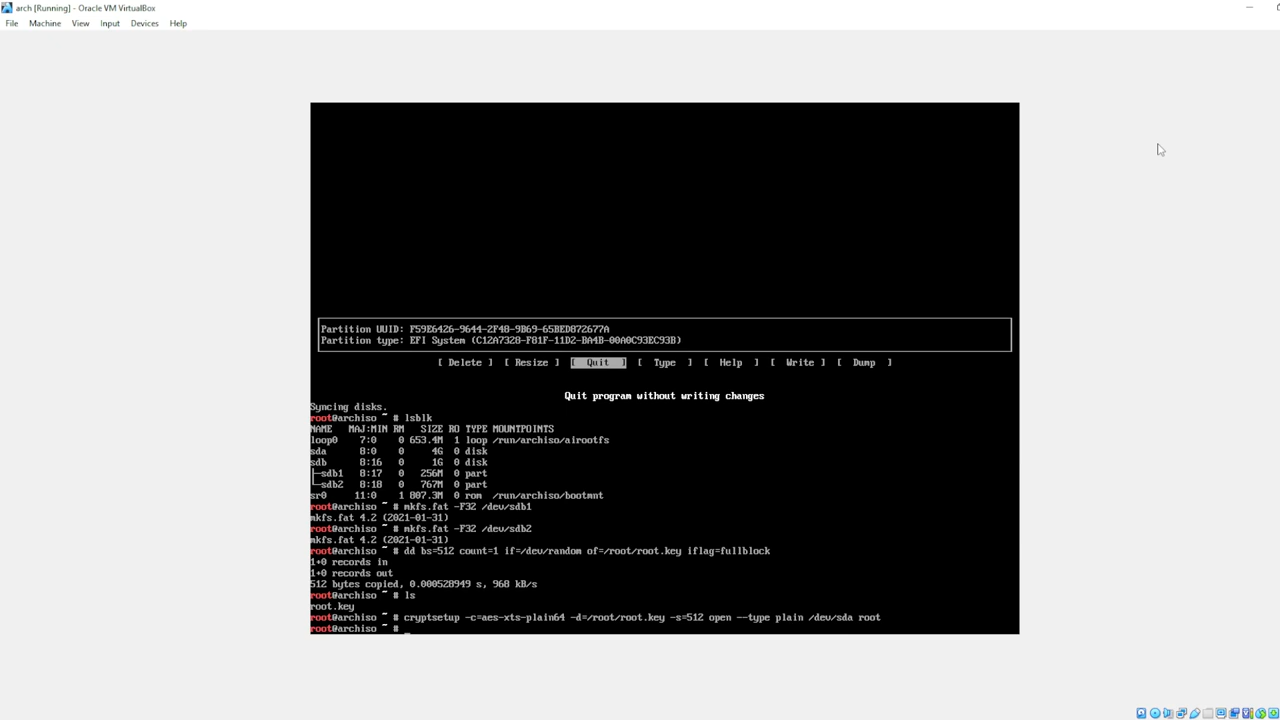 arch [Running] - Oracle VM VirtualBox
File Machine View Input Devices Help
Partition UUID: F59E6426-9644-2F48-9B69-65BED872677A
Partition type: EFI System (C12A7328-F81F-11D2-BA4B-00A0C93EC93B)
[ Delete ] [ Resize ] [ Quit ] [ Type ] [ Help ] [ Write ] [ Dump ]
Quit program without writing changes
Syncing disks.
root@archiso ~ # lsblk
NAME MAJ:MIN RM SIZE RO TYPE MOUNTPOINTS
loop0 7:0 0 653.4M 1 loop /run/archiso/airootfs
sda 8:0 0 4G 0 disk
sdb 8:16 0 1G 0 disk
├─sdb1 8:17 0 256M 0 part
└─sdb2 8:18 0 767M 0 part
sr0 11:0 1 807.3M 0 rom /run/archiso/bootmnt
root@archiso ~ # mkfs.fat -F32 /dev/sdb1
mkfs.fat 4.2 (2021-01-31)
root@archiso ~ # mkfs.fat -F32 /dev/sdb2
mkfs.fat 4.2 (2021-01-31)
root@archiso ~ # dd bs=512 count=1 if=/dev/random of=/root/root.key iflag=fullblock
1+0 records in
1+0 records out
512 bytes copied, 0.000528949 s, 968 kB/s
root@archiso ~ # ls
root.key
root@archiso ~ # cryptsetup -c=aes-xts-plain64 -d=/root/root.key -s=512 open --type plain /dev/sda root
root@archiso ~ # _